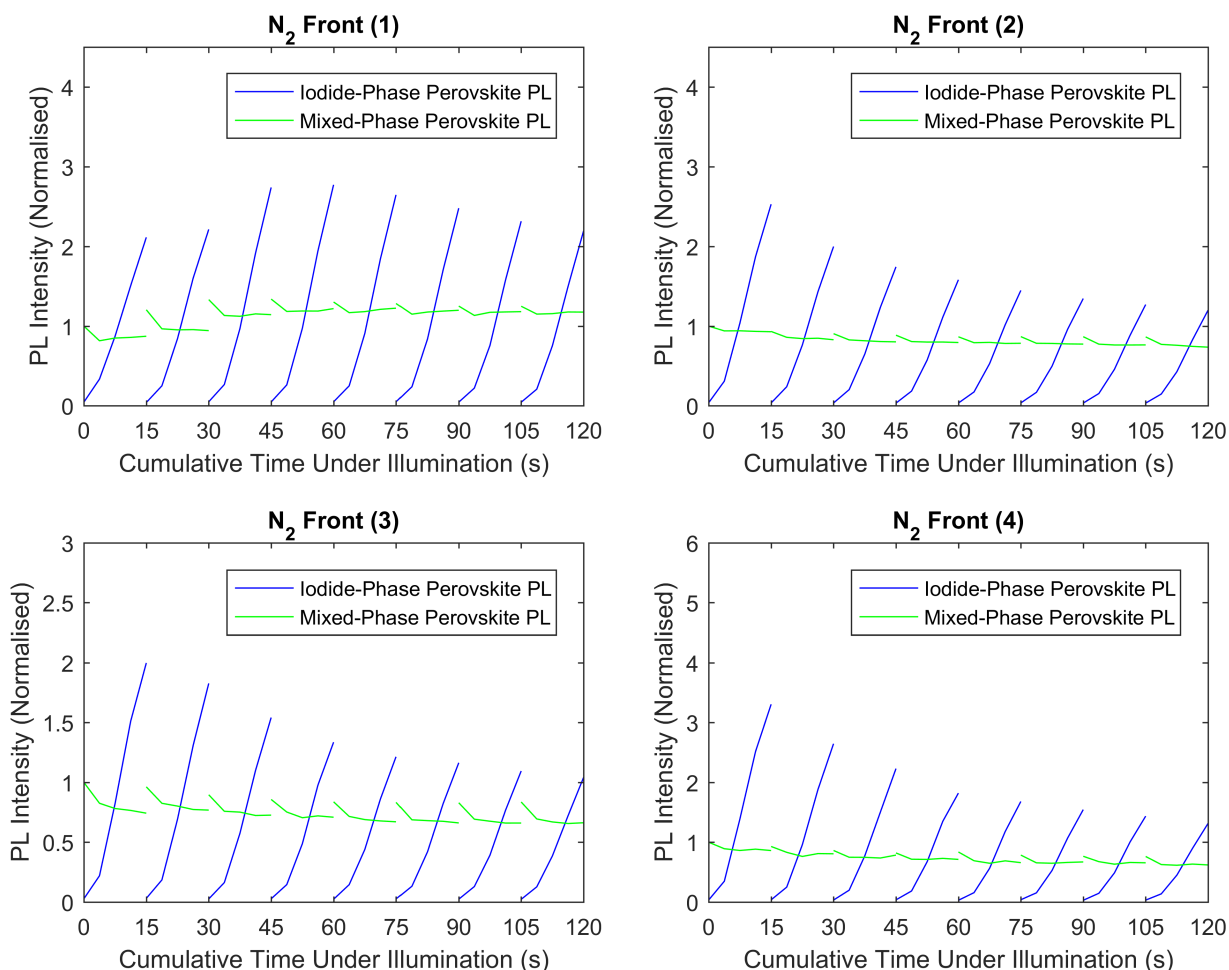 N₂ Front (1)
PL Intensity (Normalised)
4
3
2
1
0
Iodide-Phase Perovskite PL
Mixed-Phase Perovskite PL
0 15 30 45 60 75 90 105 120
Cumulative Time Under Illumination (s)
N₂ Front (2)
PL Intensity (Normalised)
4
3
2
1
0
Iodide-Phase Perovskite PL
Mixed-Phase Perovskite PL
0 15 30 45 60 75 90 105 120
Cumulative Time Under Illumination (s)
N₂ Front (3)
PL Intensity (Normalised)
3
2.5
2
1.5
1
0.5
0
Iodide-Phase Perovskite PL
Mixed-Phase Perovskite PL
0 15 30 45 60 75 90 105 120
Cumulative Time Under Illumination (s)
N₂ Front (4)
PL Intensity (Normalised)
6
5
4
3
2
1
0
Iodide-Phase Perovskite PL
Mixed-Phase Perovskite PL
0 15 30 45 60 75 90 105 120
Cumulative Time Under Illumination (s)